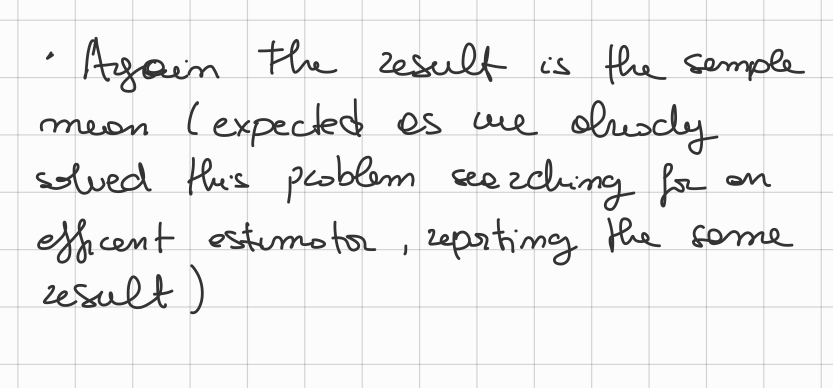 · Again the result is the sample
mean (expected as we already
solved this problem searching for an
efficent estimator, reporting the same
result)